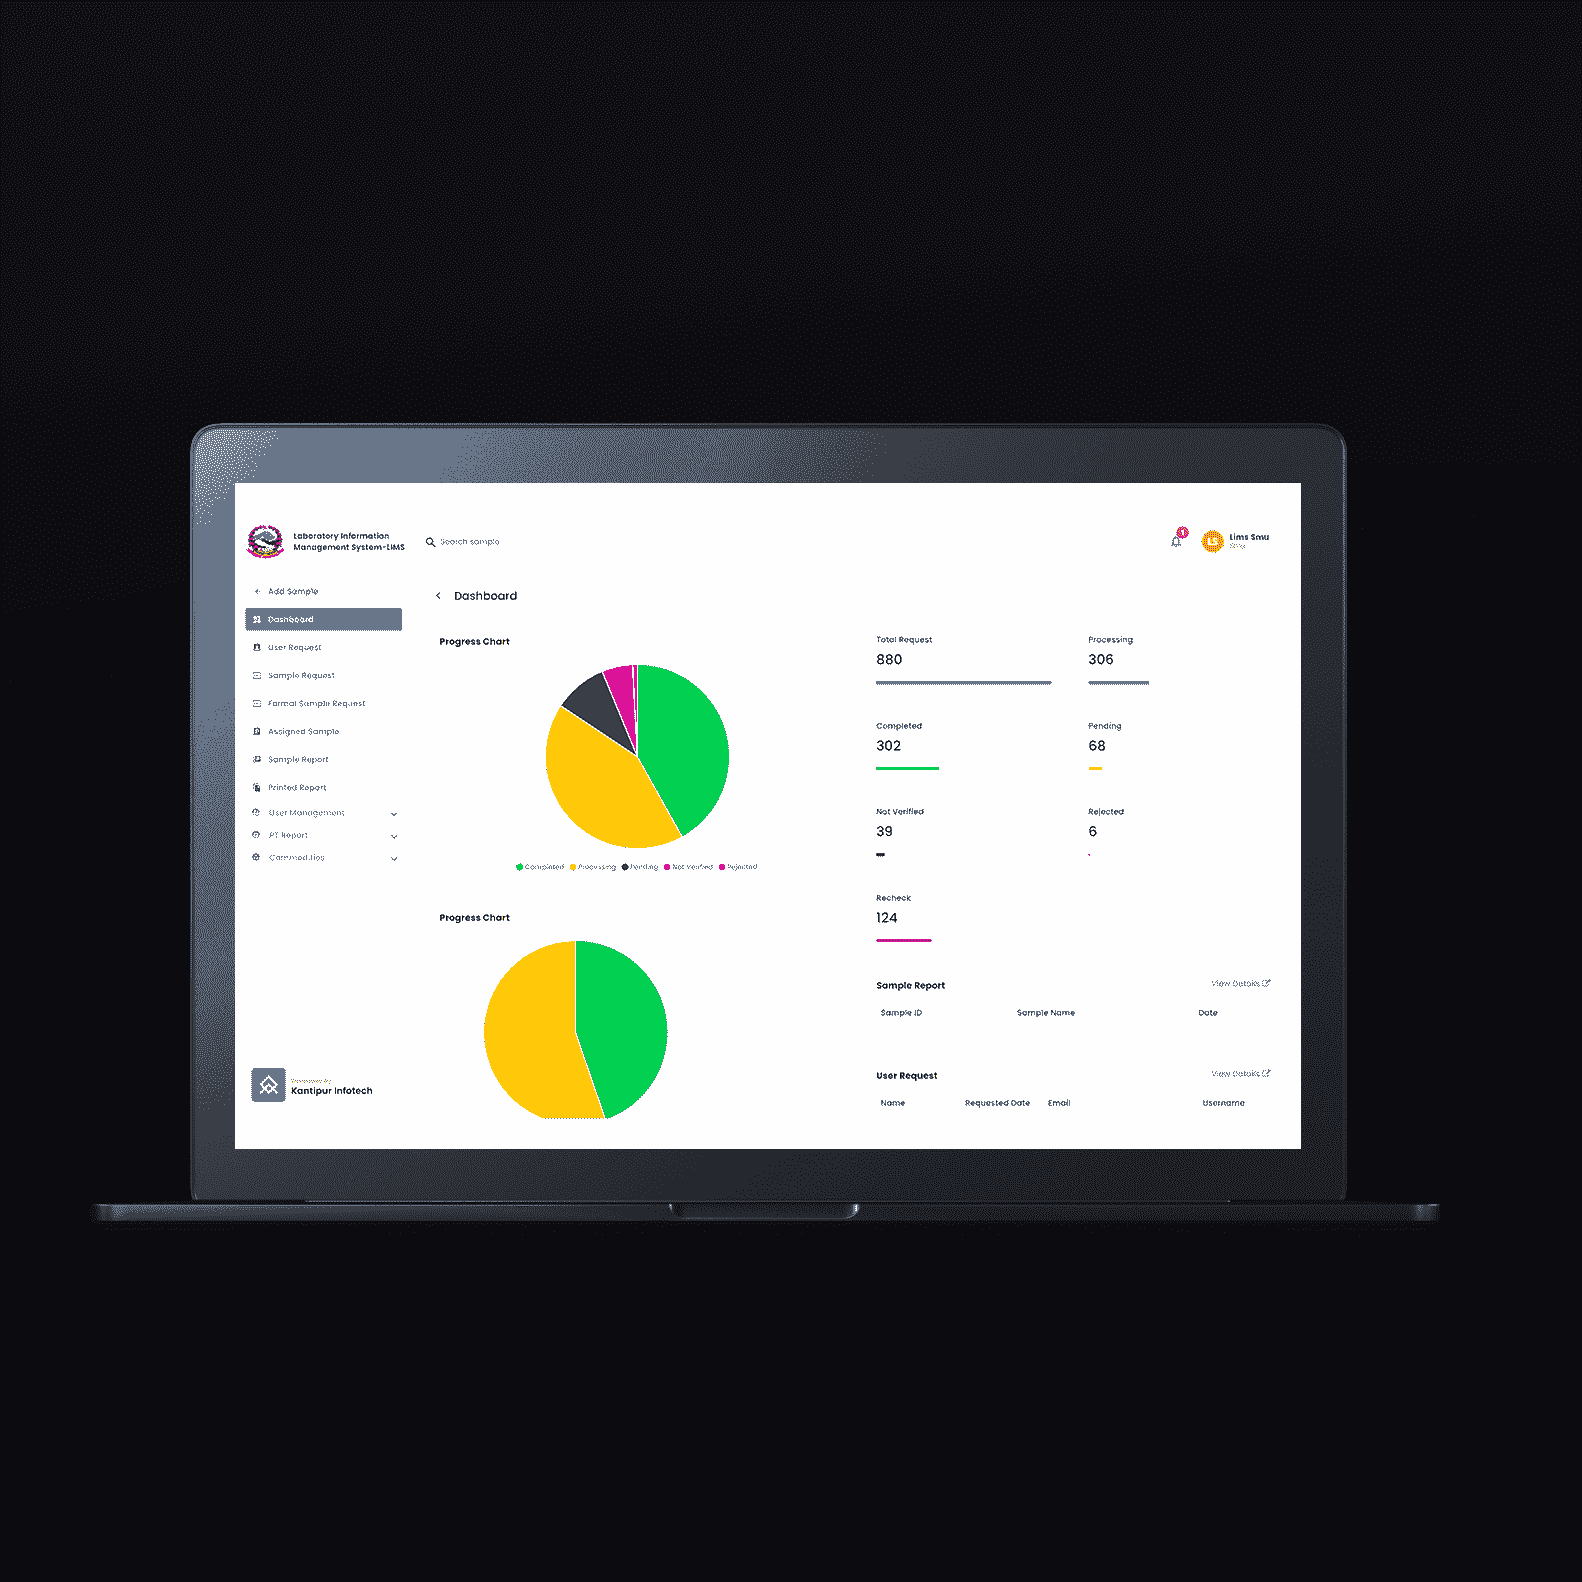 Laboratory Information
Management System-LIMS
Search sample
1
LS
Lims Smu
Smu
Add Sample
Dashboard
User Request
Sample Request
Formal Sample Request
Assigned Sample
Sample Report
Printed Report
User Management
PT Report
Commodities
Kantipur Infotech
Dashboard
Progress Chart
Completed Processing Pending Not Verified Rejected
Progress Chart
Total Request
880
Processing
306
Completed
302
Pending
68
Not Verified
39
Rejected
6
Recheck
124
Sample Report
View Details
Sample ID Sample Name Date
User Request
View Details
Name Requested Date Email Username